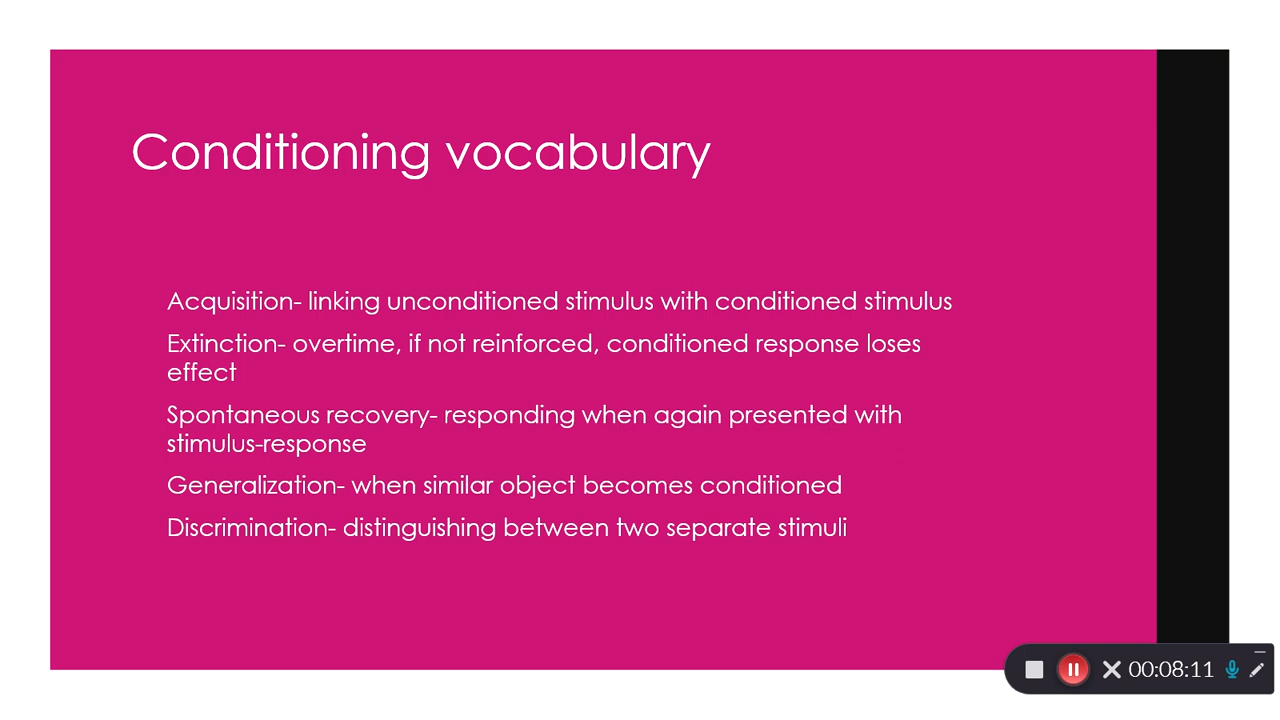 Conditioning vocabulary
Acquisition- linking unconditioned stimulus with conditioned stimulus
Extinction- overtime, if not reinforced, conditioned response loses
effect
Spontaneous recovery- responding when again presented with
stimulus-response
Generalization- when similar object becomes conditioned
Discrimination- distinguishing between two separate stimuli
00:08:11